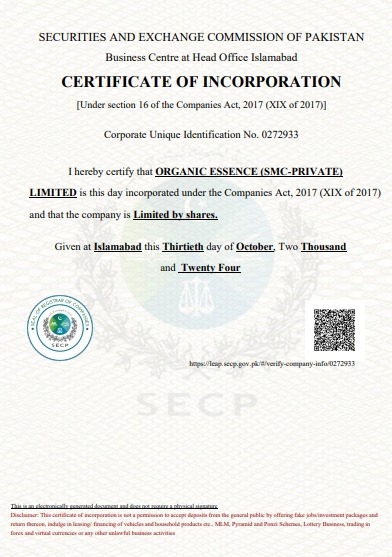 SECURITIES AND EXCHANGE COMMISSION OF PAKISTAN
Business Centre at Head Office Islamabad
CERTIFICATE OF INCORPORATION
[Under section 16 of the Companies Act, 2017 (XIX of 2017)]
Corporate Unique Identification No. 0272933
I hereby certify that ORGANIC ESSENCE (SMC-PRIVATE)
LIMITED is this day incorporated under the Companies Act, 2017 (XIX of 2017)
and that the company is Limited by shares.
Given at Islamabad this Thirtieth day of October, Two Thousand
and Twenty Four
SEAL OF REGISTRAR OF COMPANIES
SECP
https://leap.secp.gov.pk/#/verify-company-info/0272933
SECP
This is an electronically generated document and does not require a physical signature
Disclaimer: This certificate of incorporation is not a permission to accept deposits from the general public by offering fake jobs/investment packages and
return thereon, indulge in leasing/ financing of vehicles and household products etc., MLM, Pyramid and Ponzi Schemes, Lottery Business, trading in
forex and virtual currencies or any other unlawful business activities